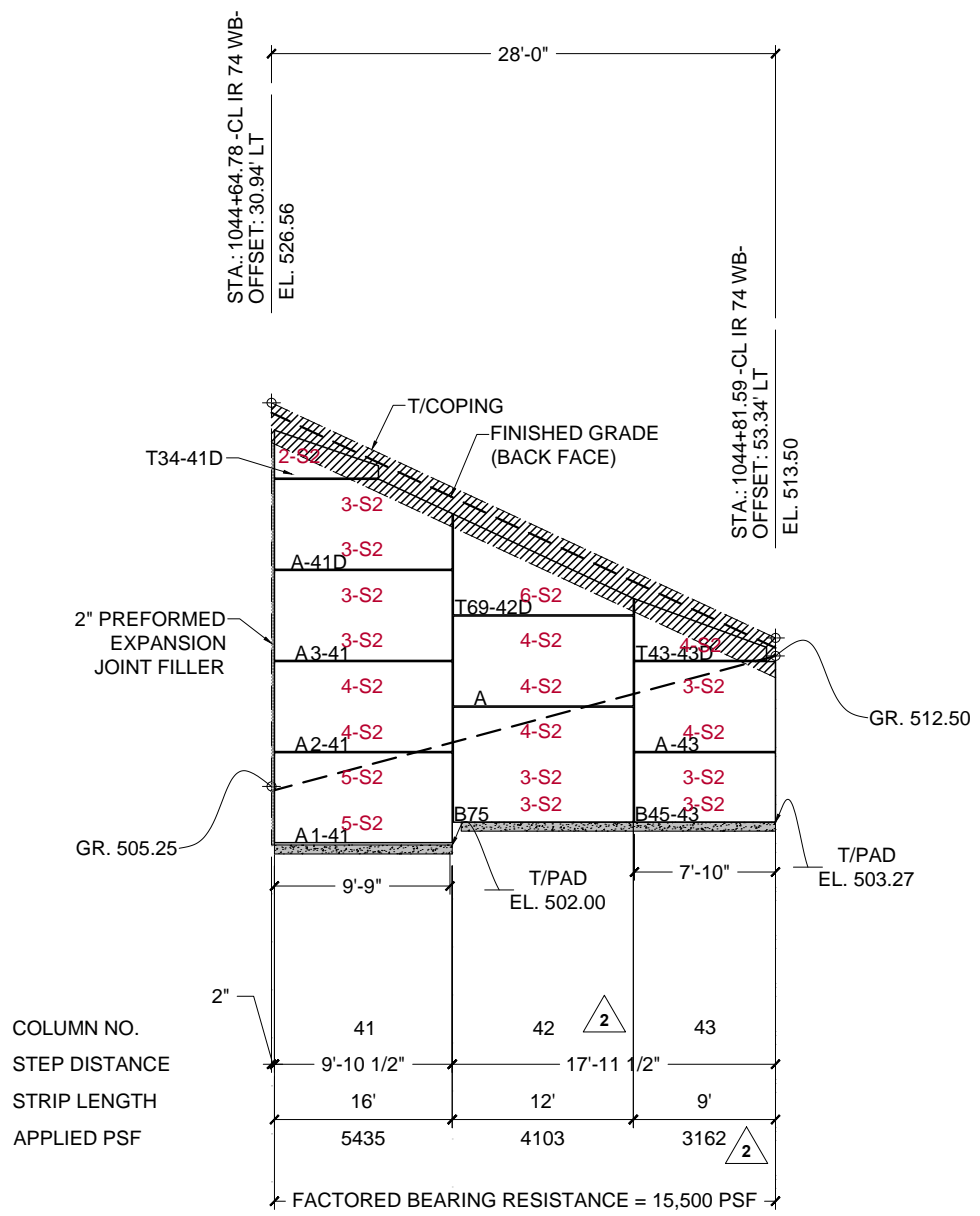 28'-0"
STA.: 1044+64.78 -CL IR 74 WB-
OFFSET: 30.94' LT
EL. 526.56
STA.: 1044+81.59 -CL IR 74 WB-
OFFSET: 53.34' LT
EL. 513.50
T/COPING
FINISHED GRADE
(BACK FACE)
T34-41D
2-S2
3-S2
3-S2
A-41D
3-S2
3-S2
A3-41
4-S2
4-S2
A2-41
5-S2
5-S2
A1-41
2" PREFORMED
EXPANSION
JOINT FILLER
6-S2
T69-42D
4-S2
4-S2
A
4-S2
3-S2
3-S2
B75
4-S2
T43-43D
3-S2
4-S2
A-43
3-S2
3-S2
B45-43
GR. 512.50
GR. 505.25
T/PAD
EL. 502.00
T/PAD
EL. 503.27
9'-9"
7'-10"
2"
COLUMN NO. 41 42 2 43
STEP DISTANCE 9'-10 1/2" 17'-11 1/2"
STRIP LENGTH 16' 12' 9'
APPLIED PSF 5435 4103 3162 2
FACTORED BEARING RESISTANCE = 15,500 PSF